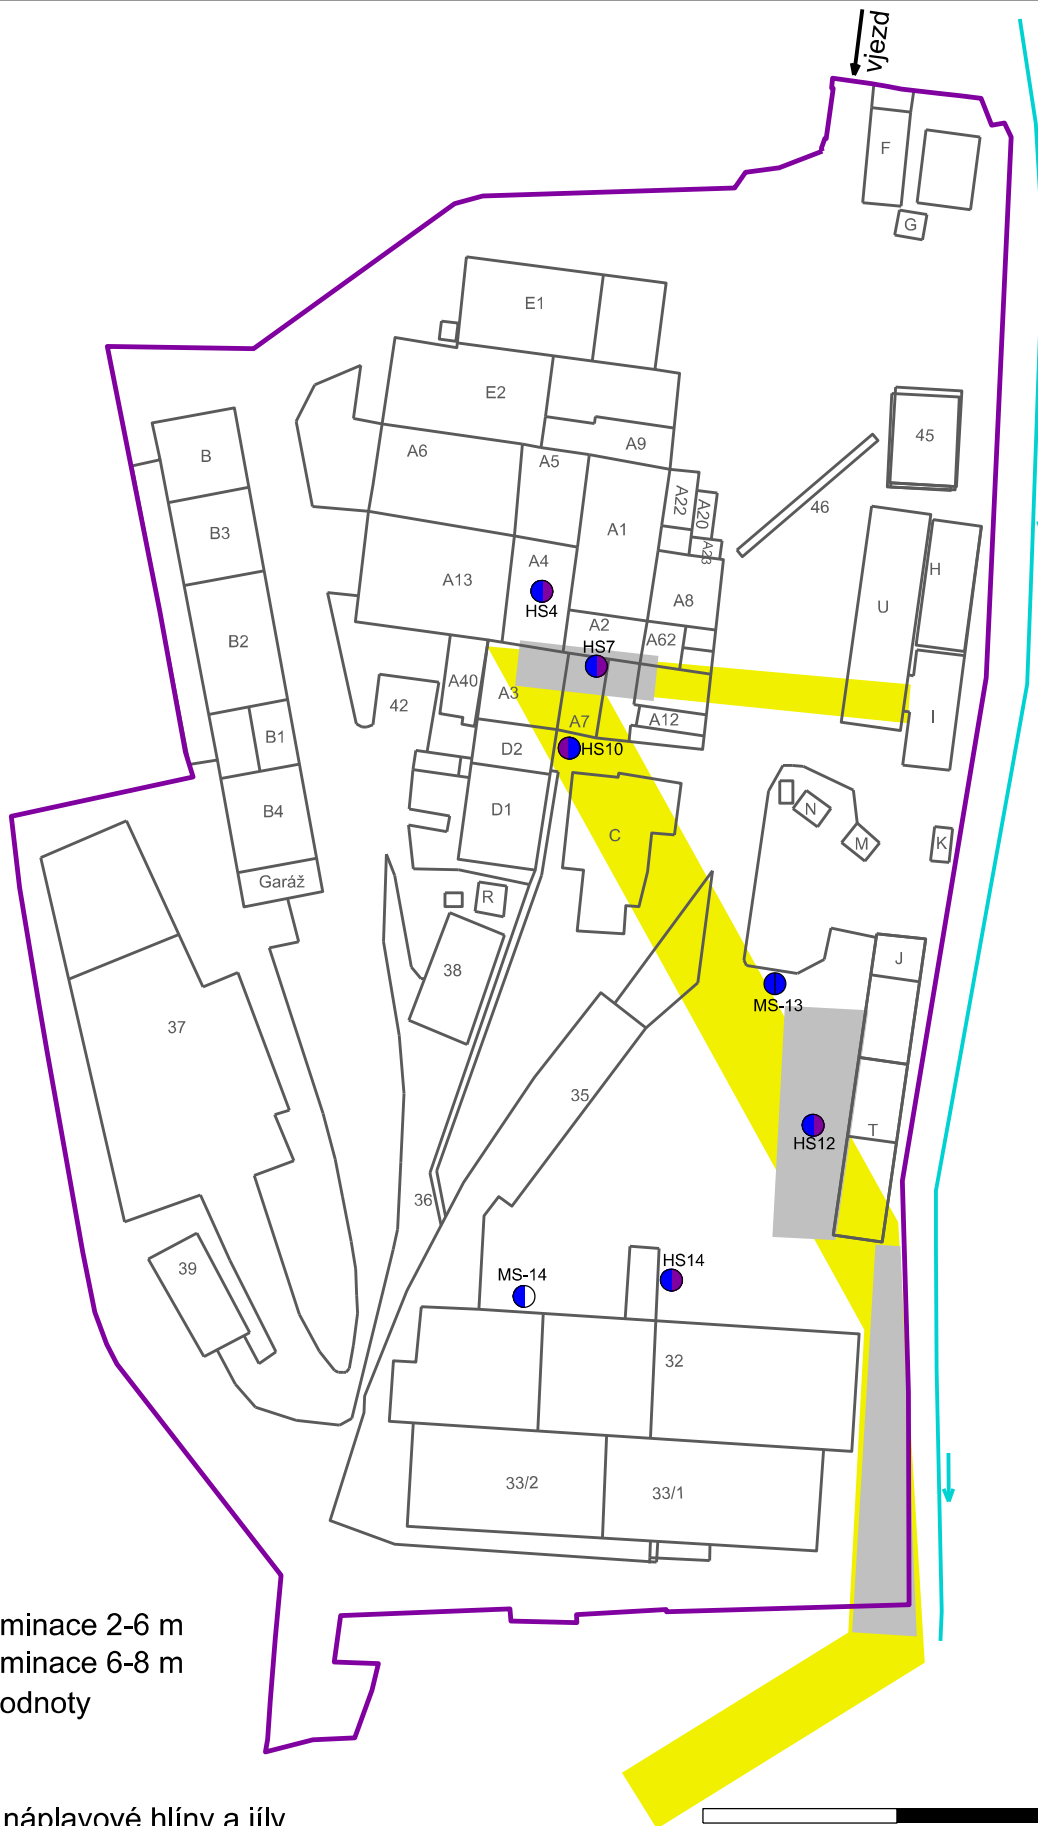 vjezd
F
G
E1
E2
A9
A6
A5
45
B
A22
A20
46
B3
A1
A23
A4
H
A13
A8
HS4
U
A2
A62
B2
HS7
A40
A3
42
A7
A12
I
B1
D2
HS10
B4
D1
N
C
M
K
Garáž
R
38
J
MS-13
37
35
T
HS12
36
39
MS-14
HS14
32
33/2
33/1
minace 2-6 m
minace 6-8 m
odnoty
náplavové hlíny a jíly